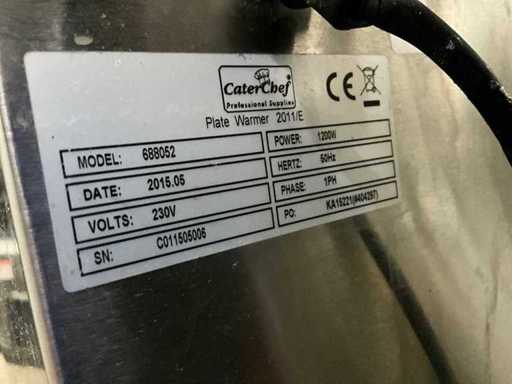 CaterChef
Professional Supplies
CE
Plate Warmer 2011/E
MODEL: 688052
POWER: 1200W
DATE: 2015.05
HERTZ: 50Hz
VOLTS: 230V
PHASE: 1PH
SN: C011505006
PO: KA15221(#404297)